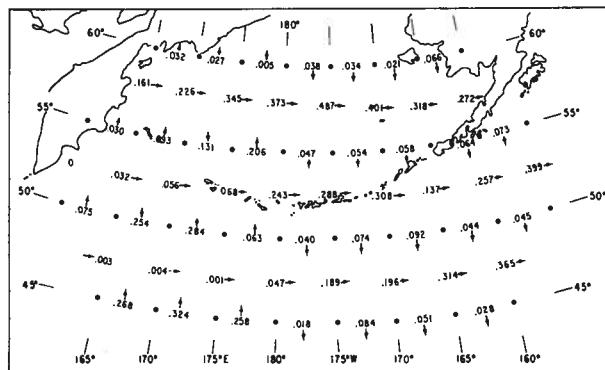 180°
60° 60°
.032 .027 .005 .038 .034 .021 .066
.161 .226 .345 .373 .487 .401 .318 .272
55° 55°
.030 .093 .131 .206 .047 .054 .058 .064 .073
.032 .056 .068 .243 .288 .308 .137 .257 .399
50° 50°
.075 .254 .284 .063 .040 .074 .092 .044 .045
.003 .004 .001 .047 .189 .196 .314 .365
45° 45°
.268 .324 .258 .018 .084 .051 .028
165° 170° 175°E 180° 175°W 170° 165° 160°